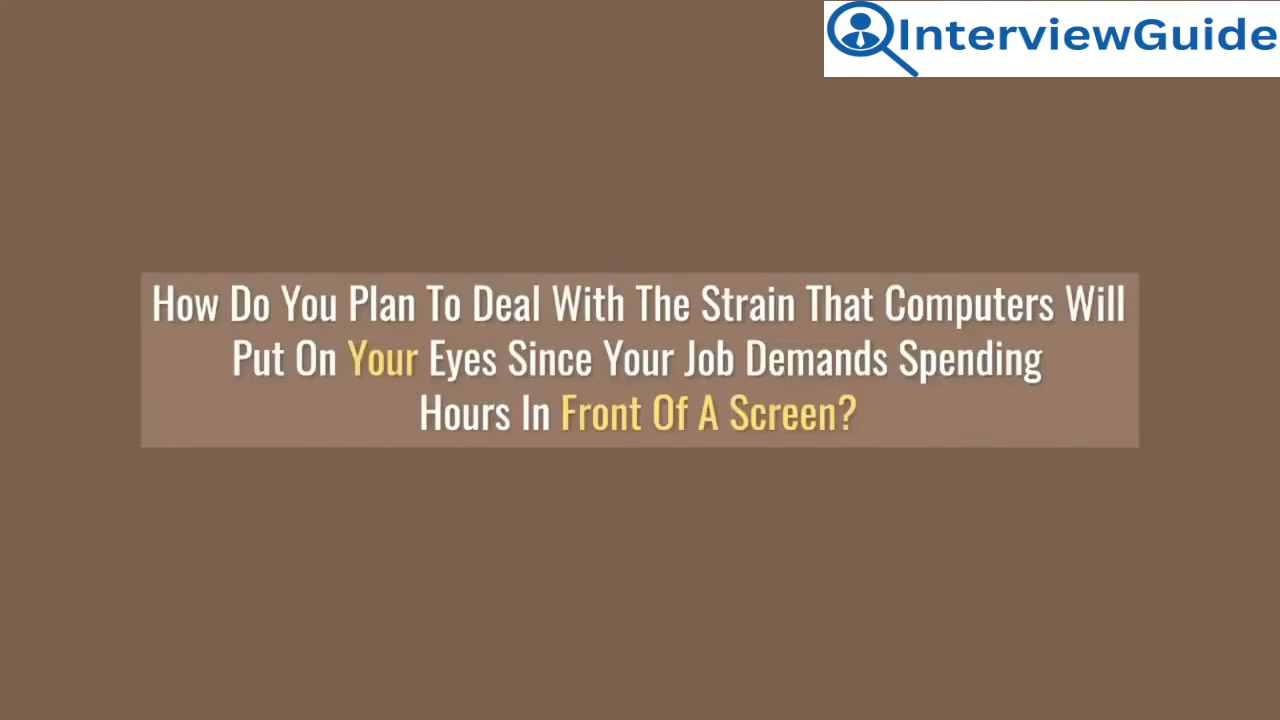 InterviewGuide
How Do You Plan To Deal With The Strain That Computers Will
Put On Your Eyes Since Your Job Demands Spending
Hours In Front Of A Screen?